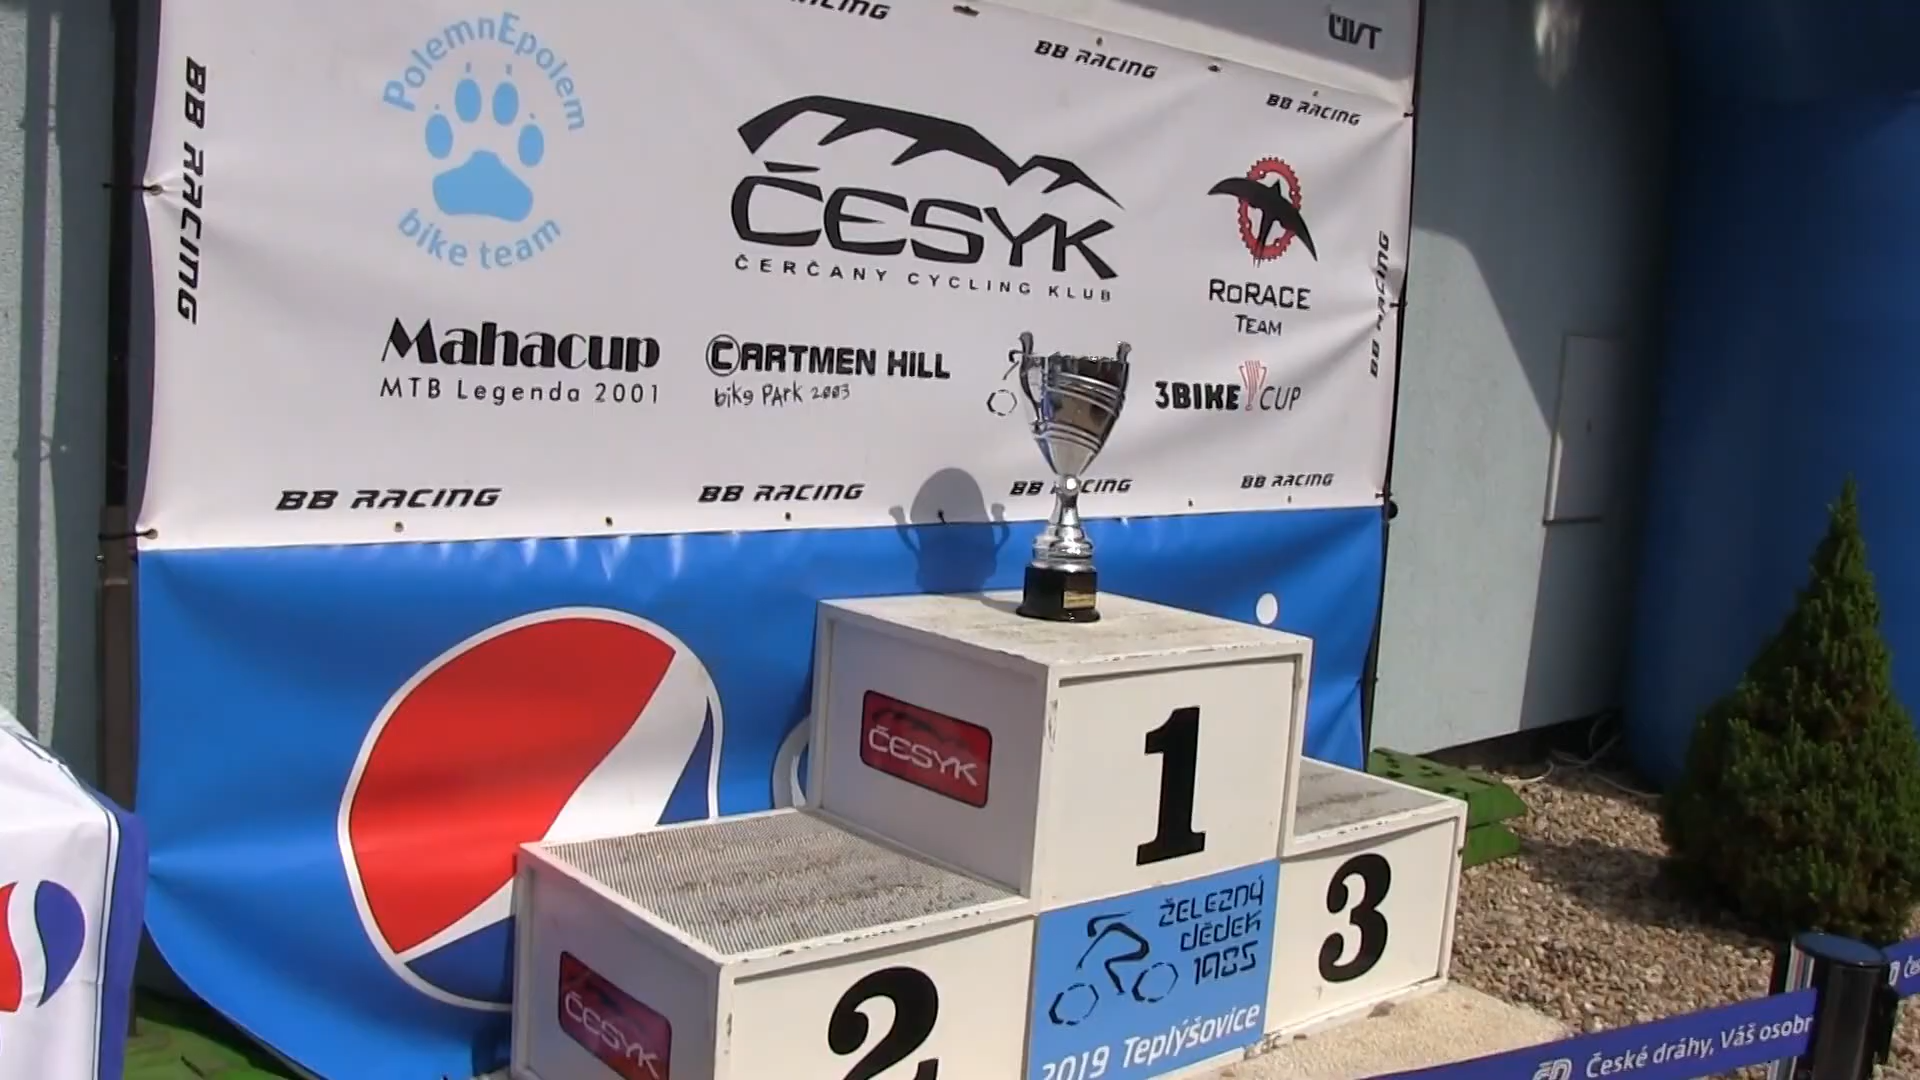 RACING
BB RACING
ÚVT
BB RACING
BB RACING
PolemnEpolem
bike team
ČESYK
ČERČANY CYCLING KLUB
RORACE
TEAM
BB RACING
Mahacup
MTB Legenda 2001
CARTMEN HILL
bike PARK 2003
3BIKE CUP
BB RACING
BB RACING
BB RACING
BB RACING
ČESYK
1
ČESYK
2
3
ŽELEZNÝ
DĚDEK
1985
2019 Teplýšovice
České dráhy, Váš osobn